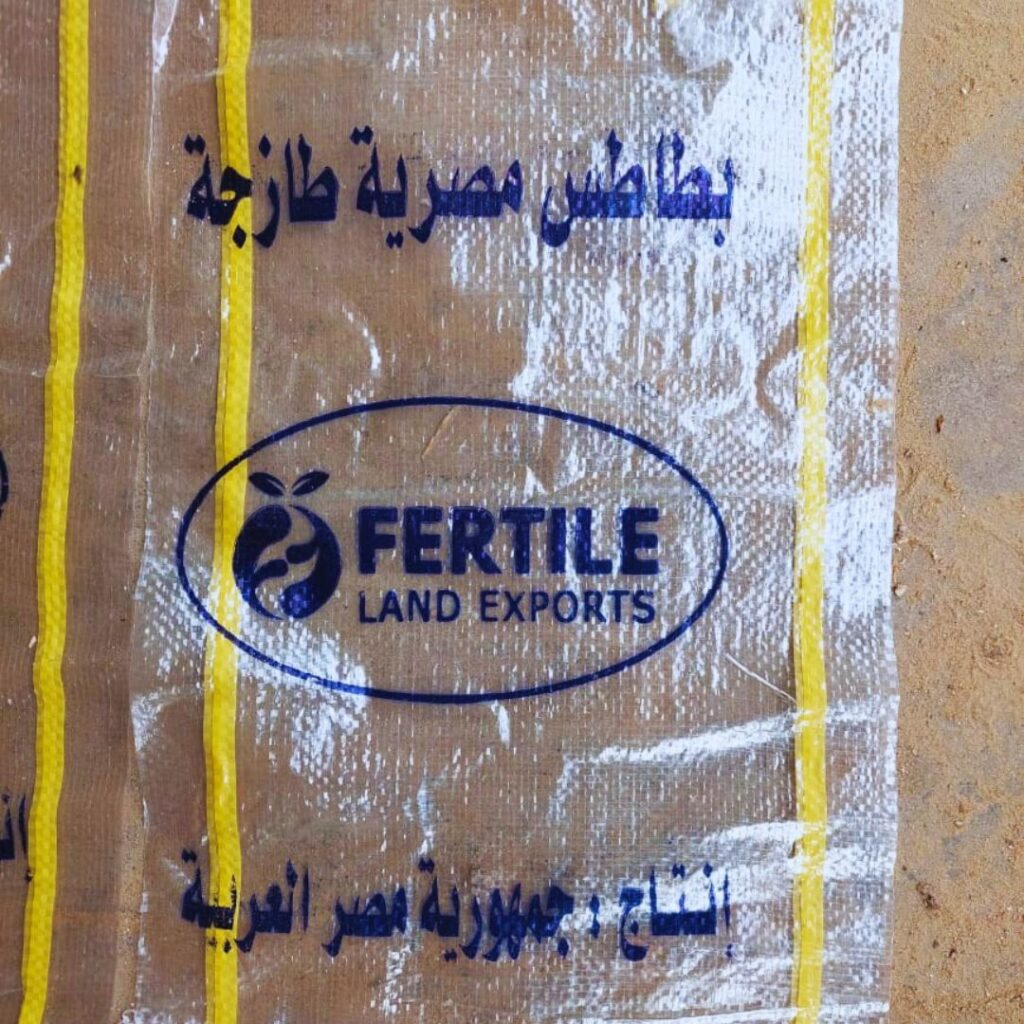 بطاطس مصرية طازجة
FERTILE
LAND EXPORTS
إنتاج : جمهورية مصر العربية